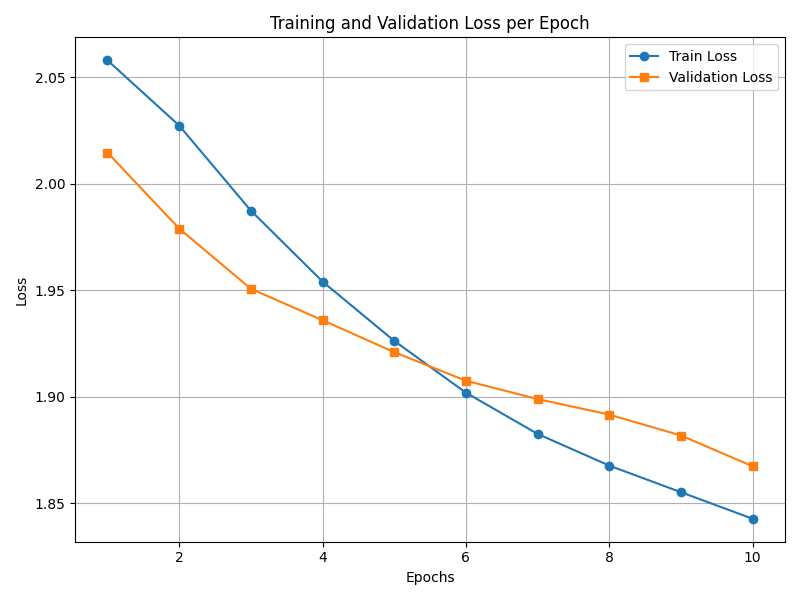 Training and Validation Loss per Epoch
Train Loss
Validation Loss
2.05
2.00
1.95
1.90
1.85
Loss
2 4 6 8 10
Epochs